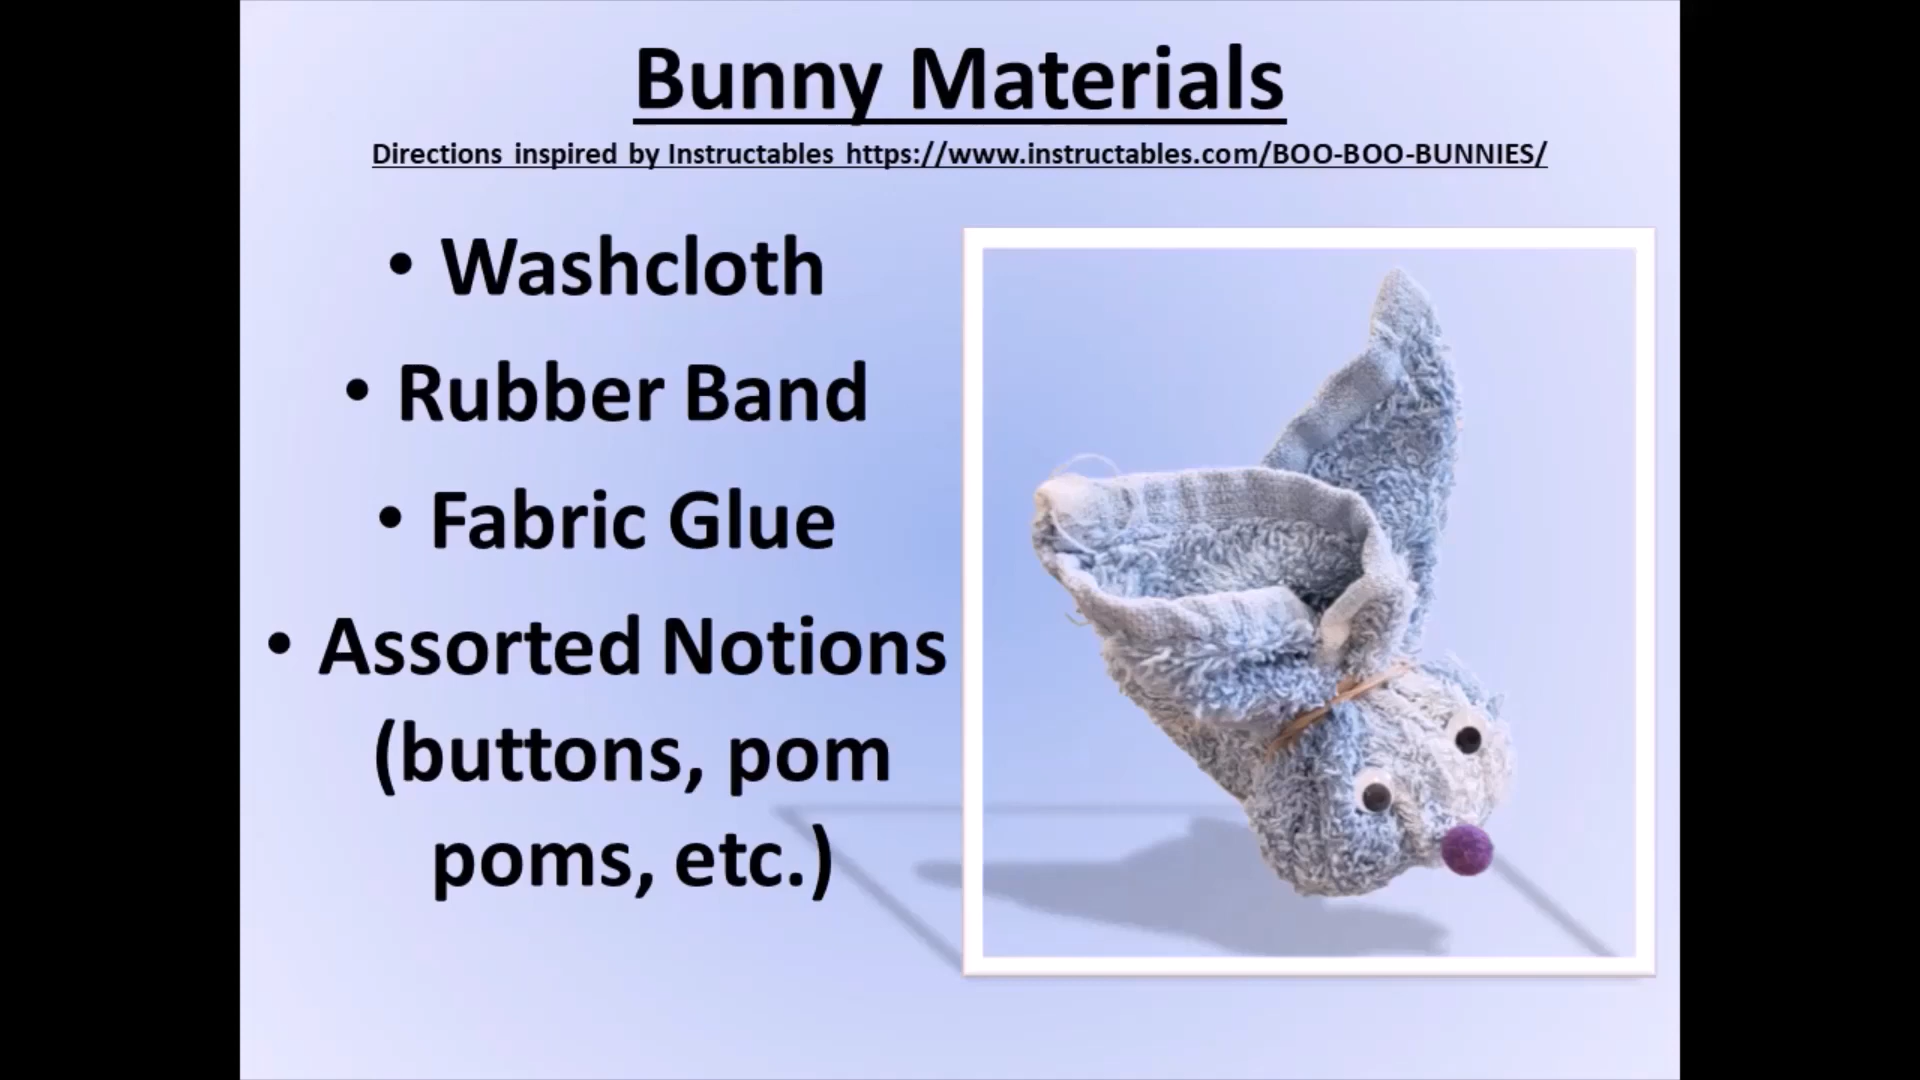 Bunny Materials
Directions inspired by Instructables https://www.instructables.com/BOO-BOO-BUNNIES/
• Washcloth
• Rubber Band
• Fabric Glue
• Assorted Notions
(buttons, pom
poms, etc.)